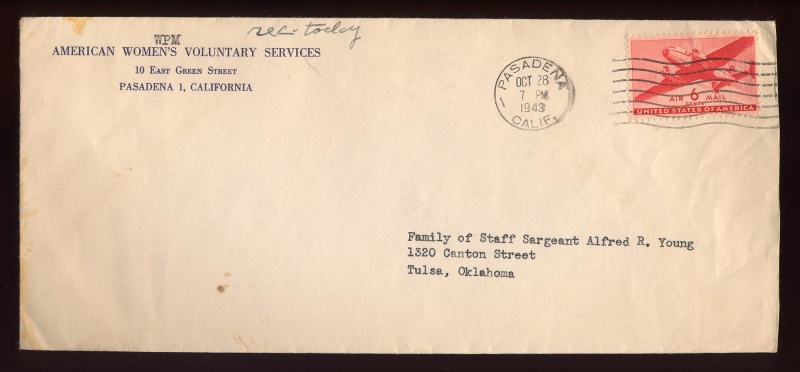 rec. today
WPM
AMERICAN WOMEN'S VOLUNTARY SERVICES
10 EAST GREEN STREET
PASADENA 1, CALIFORNIA
PASADENA
OCT 28
7 PM
1943
CALIF.
AIR 6 MAIL
CENTS
UNITED STATES OF AMERICA
Family of Staff Sargeant Alfred R. Young
1320 Canton Street
Tulsa, Oklahoma